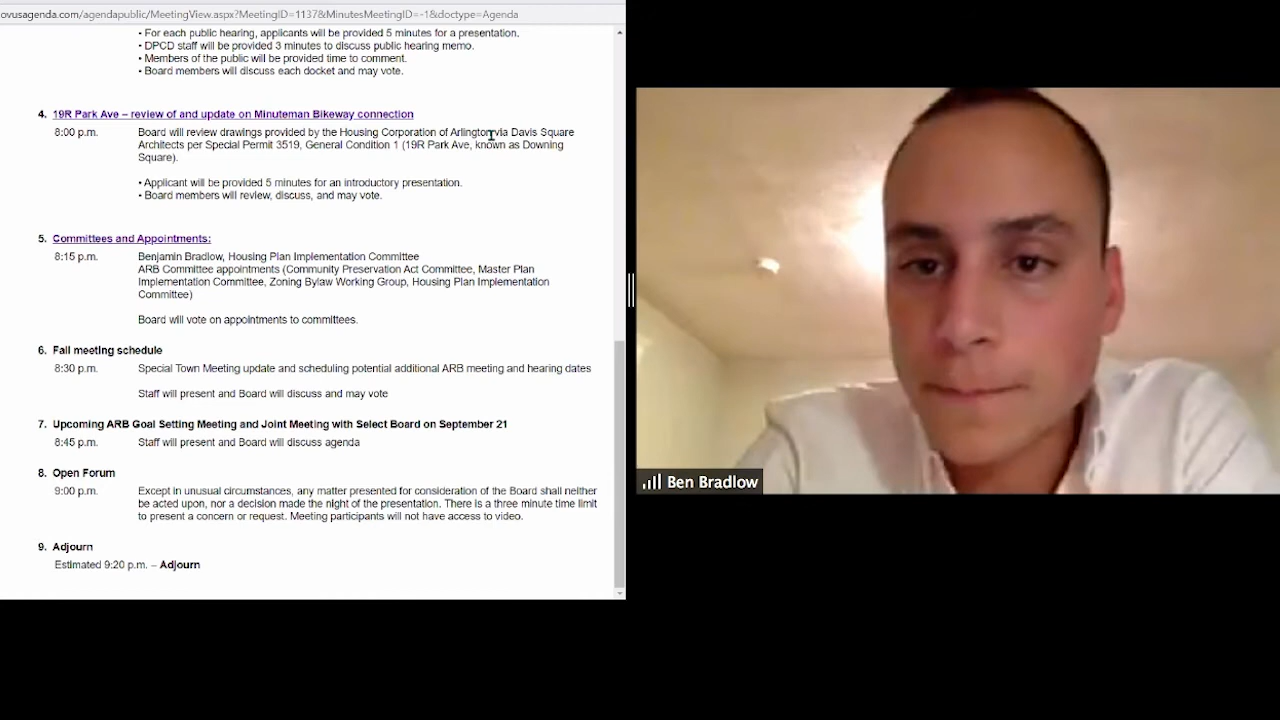 ovusagenda.com/agendapublic/MeetingView.aspx?MeetingID=1137&MinutesMeetingID=-1&doctype=Agenda
• For each public hearing, applicants will be provided 5 minutes for a presentation.
• DPCD staff will be provided 3 minutes to discuss public hearing memo.
• Members of the public will be provided time to comment.
• Board members will discuss each docket and may vote.
4. 19R Park Ave – review of and update on Minuteman Bikeway connection
8:00 p.m. Board will review drawings provided by the Housing Corporation of Arlington via Davis Square
Architects per Special Permit 3519, General Condition 1 (19R Park Ave, known as Downing
Square).
• Applicant will be provided 5 minutes for an introductory presentation.
• Board members will review, discuss, and may vote.
5. Committees and Appointments:
8:15 p.m. Benjamin Bradlow, Housing Plan Implementation Committee
ARB Committee appointments (Community Preservation Act Committee, Master Plan
Implementation Committee, Zoning Bylaw Working Group, Housing Plan Implementation
Committee)
Board will vote on appointments to committees.
6. Fall meeting schedule
8:30 p.m. Special Town Meeting update and scheduling potential additional ARB meeting and hearing dates
Staff will present and Board will discuss and may vote
7. Upcoming ARB Goal Setting Meeting and Joint Meeting with Select Board on September 21
8:45 p.m. Staff will present and Board will discuss agenda
8. Open Forum
9:00 p.m. Except in unusual circumstances, any matter presented for consideration of the Board shall neither
be acted upon, nor a decision made the night of the presentation. There is a three minute time limit
to present a concern or request. Meeting participants will not have access to video.
9. Adjourn
Estimated 9:20 p.m. – Adjourn
Ben Bradlow